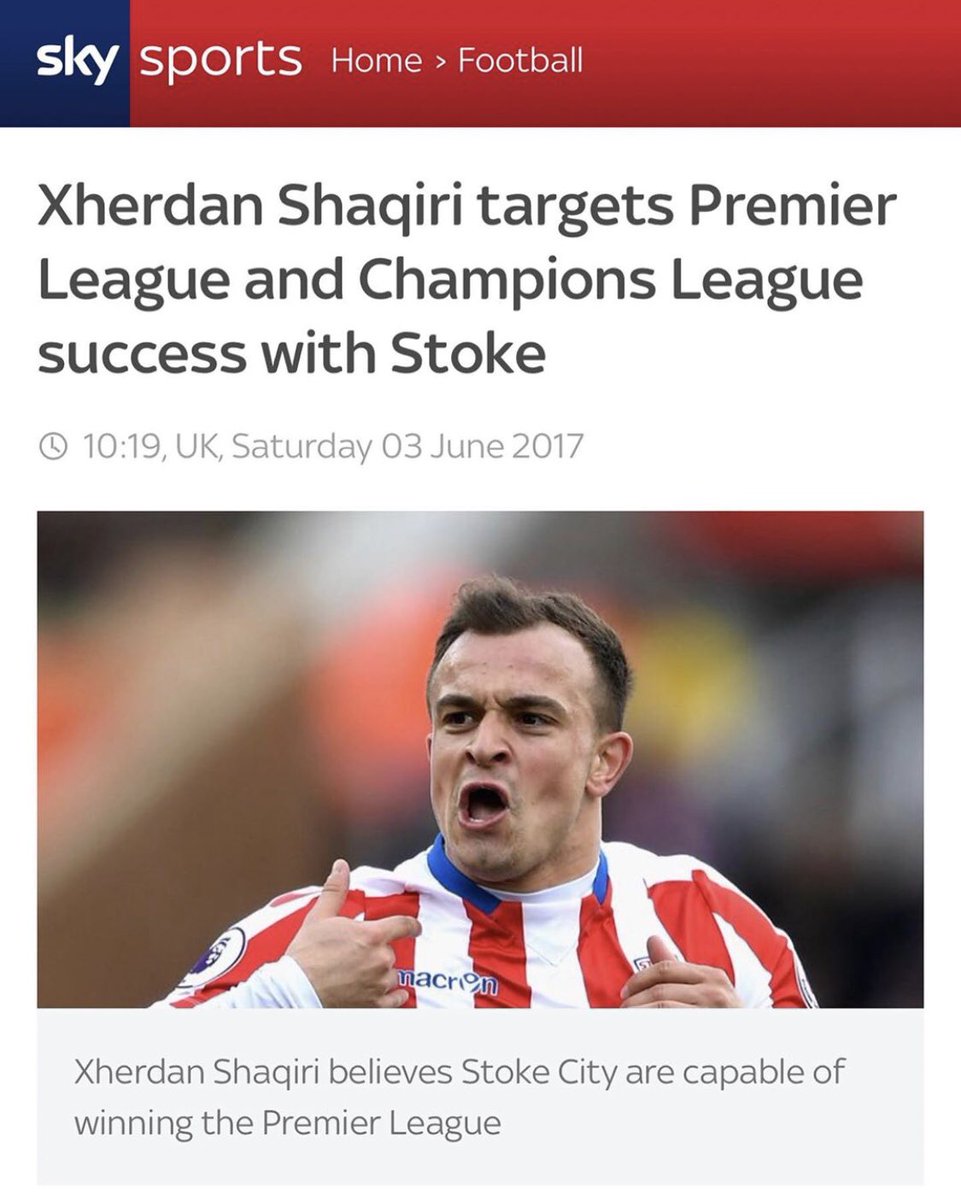 sky sports Home > Football
Xherdan Shaqiri targets Premier
League and Champions League
success with Stoke
10:19, UK, Saturday 03 June 2017
macron
Xherdan Shaqiri believes Stoke City are capable of
winning the Premier League